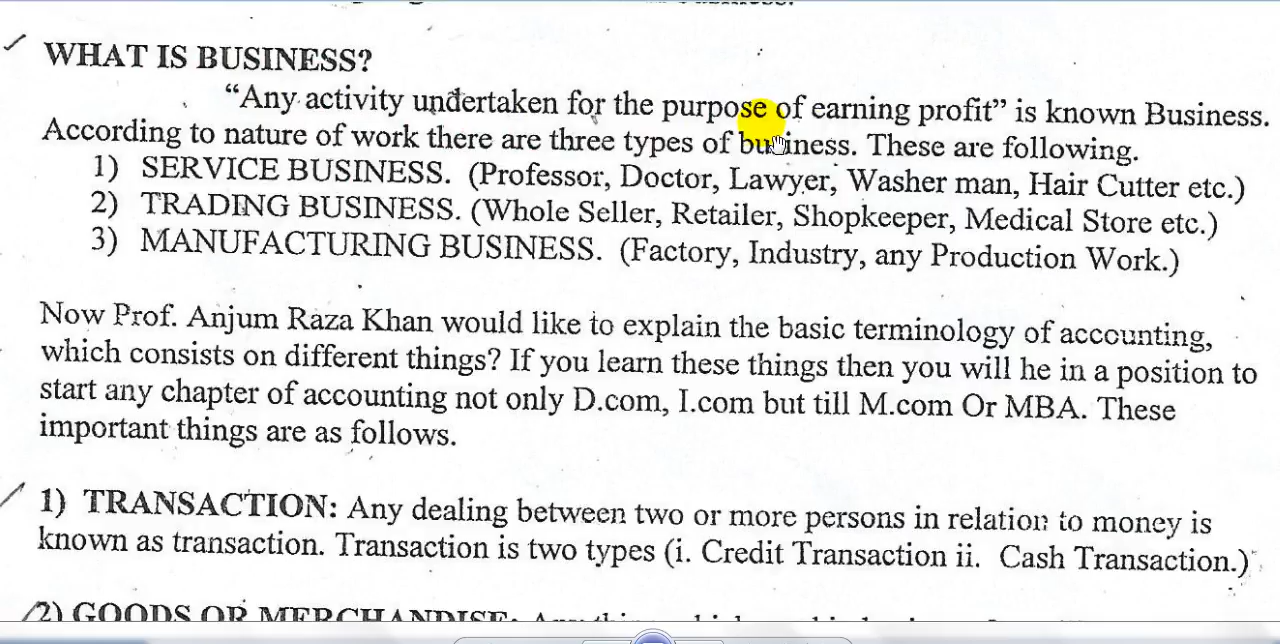 WHAT IS BUSINESS?
“Any activity undertaken for the purpose of earning profit” is known Business.
According to nature of work there are three types of business. These are following.
1) SERVICE BUSINESS. (Professor, Doctor, Lawyer, Washer man, Hair Cutter etc.)
2) TRADING BUSINESS. (Whole Seller, Retailer, Shopkeeper, Medical Store etc.)
3) MANUFACTURING BUSINESS. (Factory, Industry, any Production Work.)
Now Prof. Anjum Raza Khan would like to explain the basic terminology of accounting,
which consists on different things? If you learn these things then you will he in a position to
start any chapter of accounting not only D.com, I.com but till M.com Or MBA. These
important things are as follows.
1) TRANSACTION: Any dealing between two or more persons in relation to money is
known as transaction. Transaction is two types (i. Credit Transaction ii. Cash Transaction.)
2) GOODS OR MERCHANDISE: